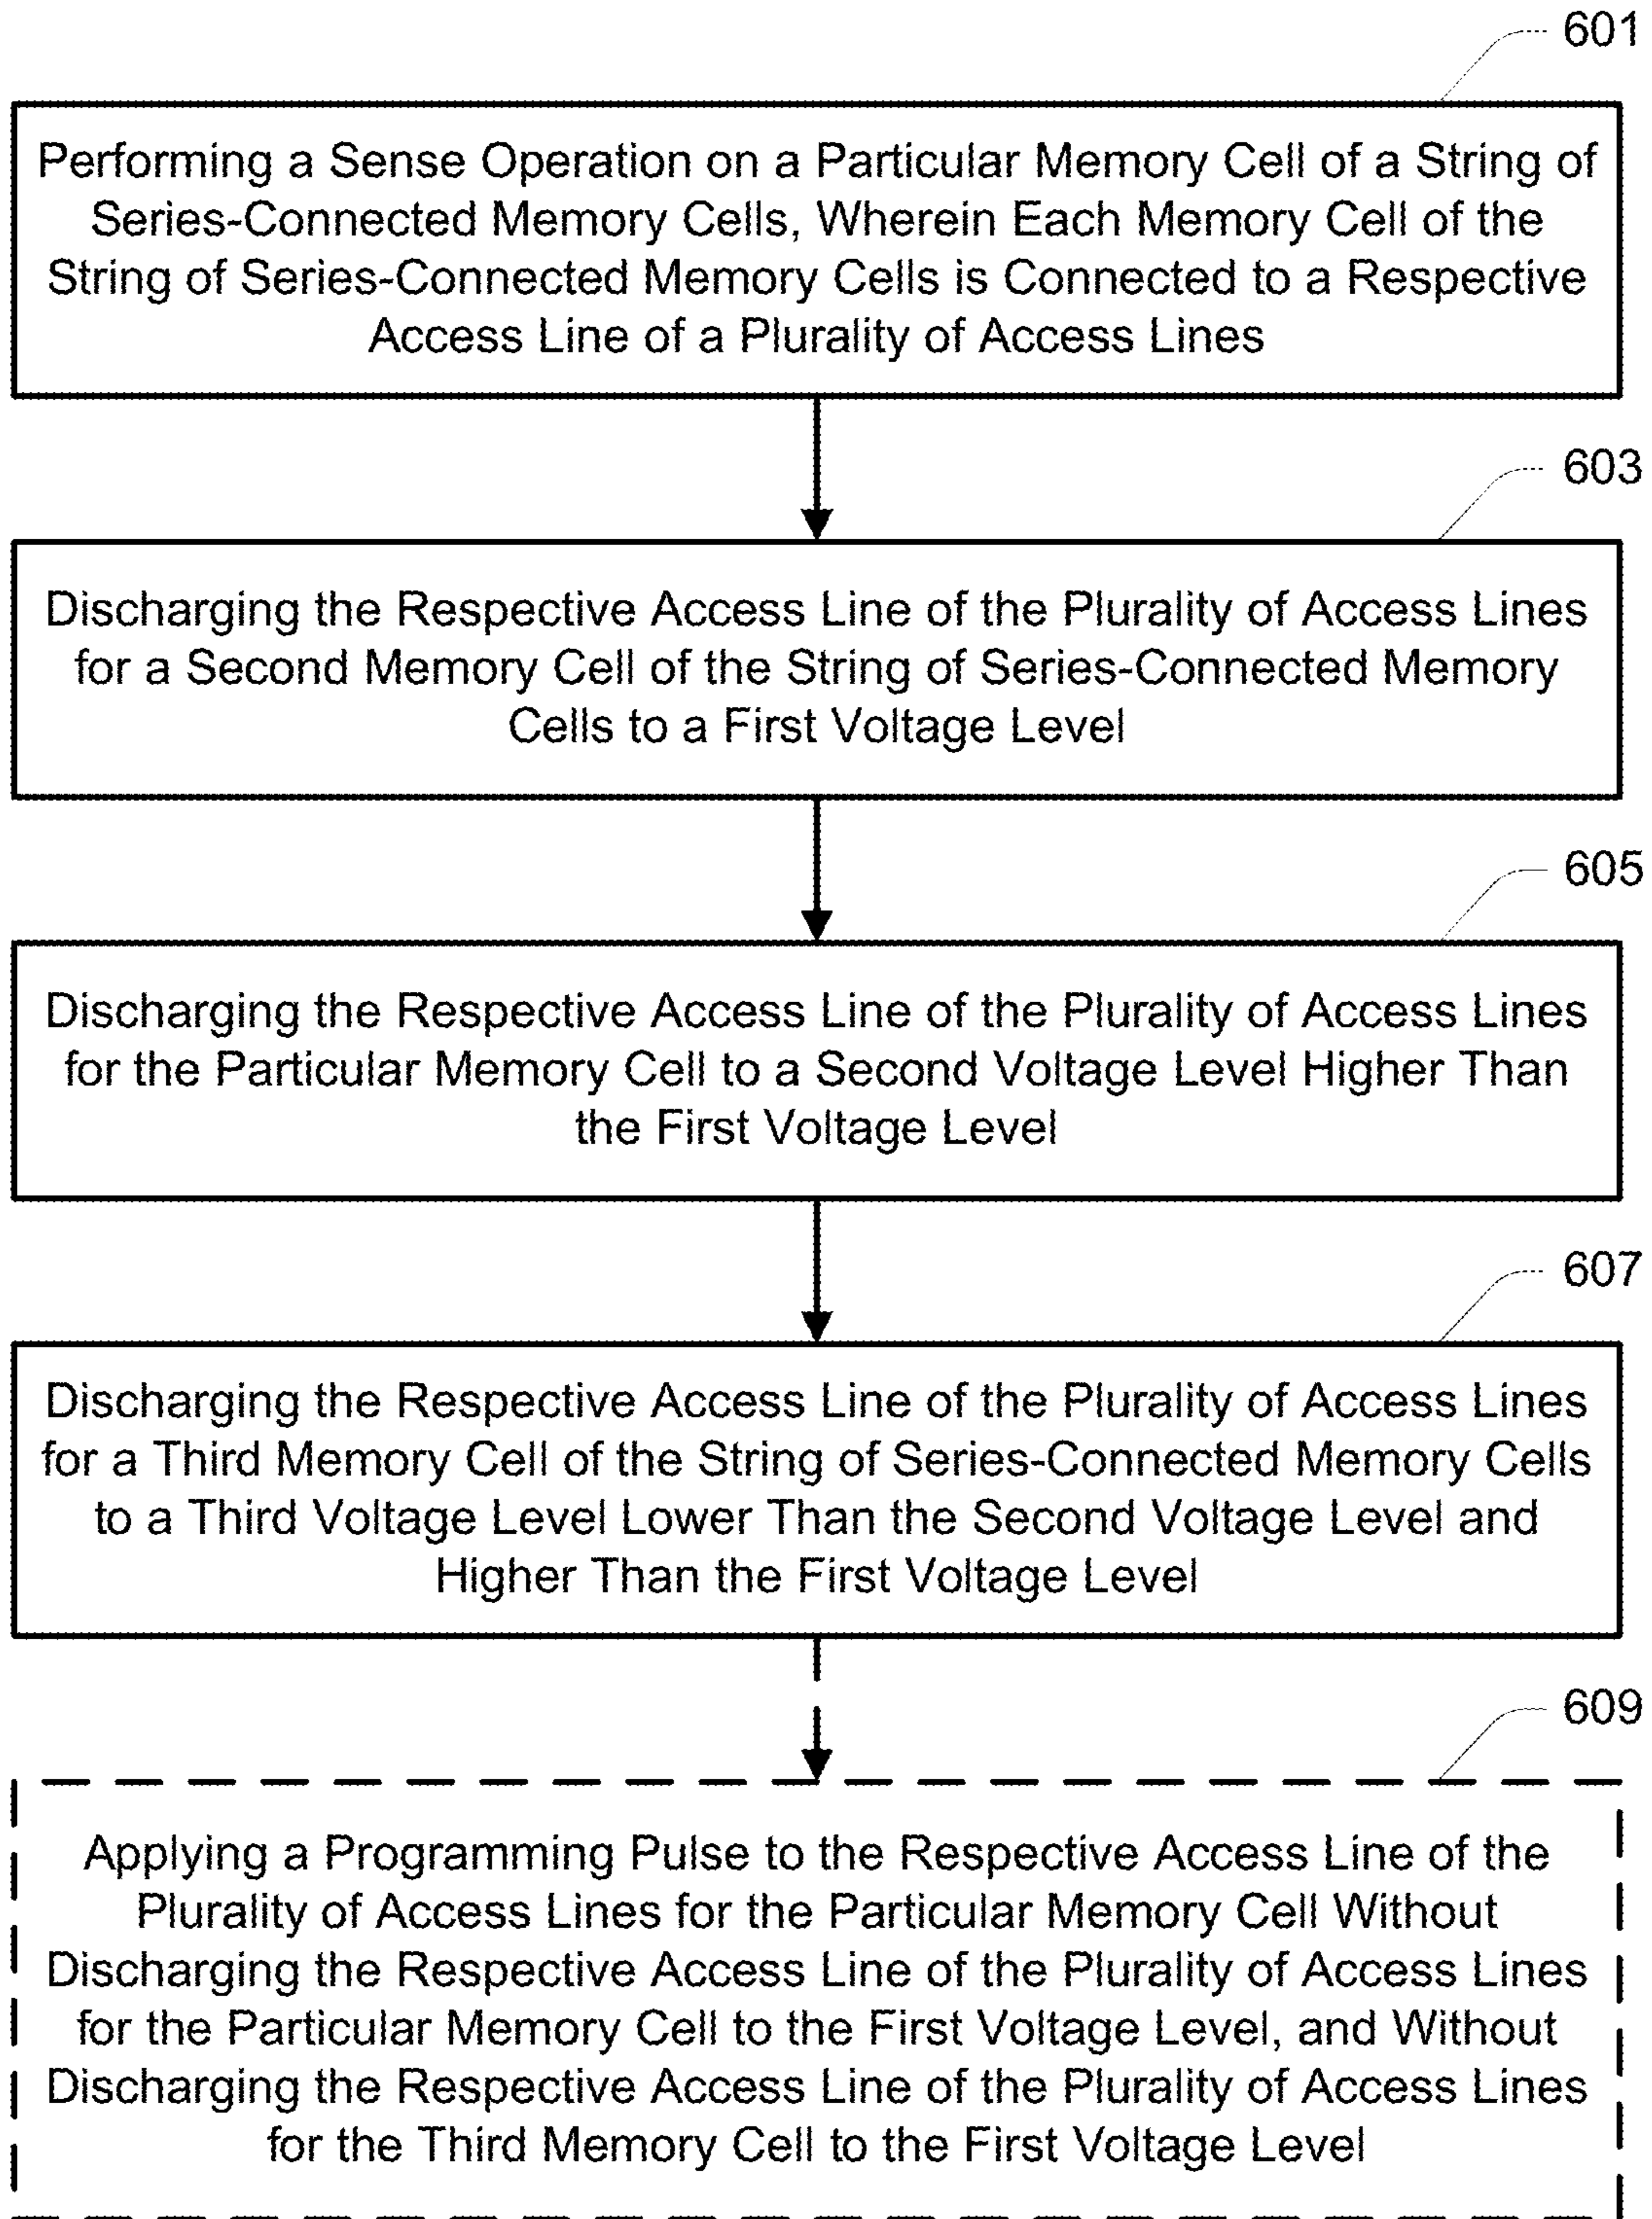 601
Performing a Sense Operation on a Particular Memory Cell of a String of
Series-Connected Memory Cells, Wherein Each Memory Cell of the
String of Series-Connected Memory Cells is Connected to a Respective
Access Line of a Plurality of Access Lines
603
Discharging the Respective Access Line of the Plurality of Access Lines
for a Second Memory Cell of the String of Series-Connected Memory
Cells to a First Voltage Level
605
Discharging the Respective Access Line of the Plurality of Access Lines
for the Particular Memory Cell to a Second Voltage Level Higher Than
the First Voltage Level
607
Discharging the Respective Access Line of the Plurality of Access Lines
for a Third Memory Cell of the String of Series-Connected Memory Cells
to a Third Voltage Level Lower Than the Second Voltage Level and
Higher Than the First Voltage Level
609
Applying a Programming Pulse to the Respective Access Line of the
Plurality of Access Lines for the Particular Memory Cell Without
Discharging the Respective Access Line of the Plurality of Access Lines
for the Particular Memory Cell to the First Voltage Level, and Without
Discharging the Respective Access Line of the Plurality of Access Lines
for the Third Memory Cell to the First Voltage Level